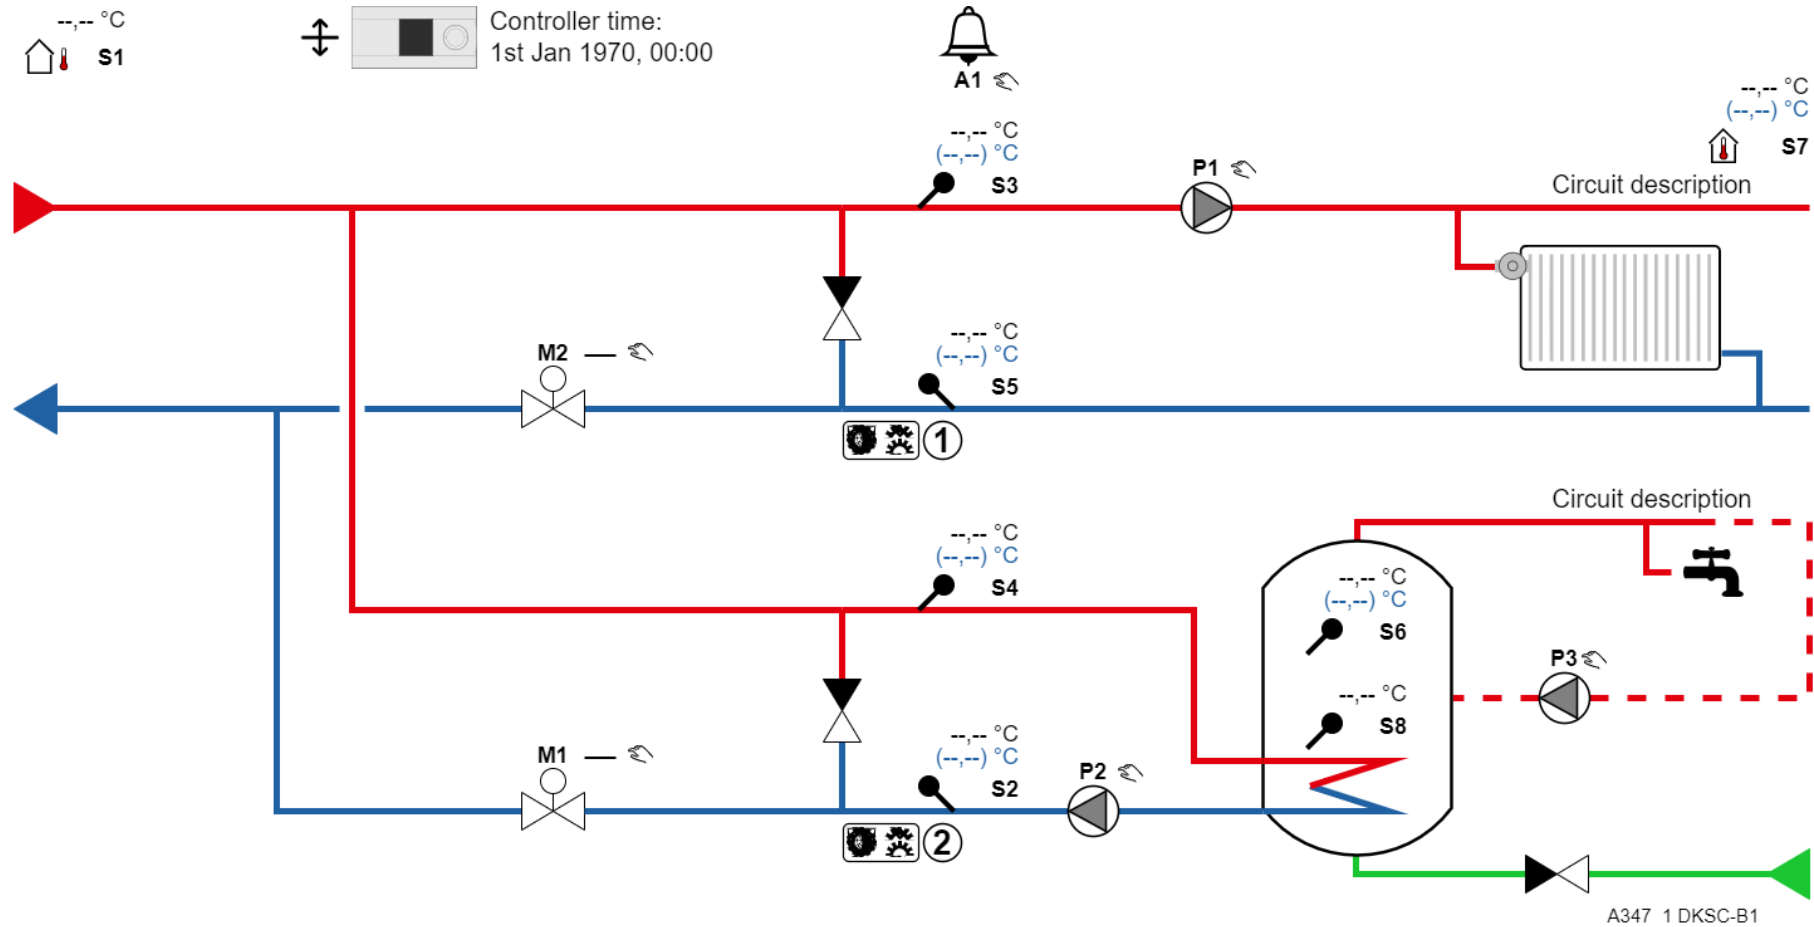 --,-- °C
S1
Controller time:
1st Jan 1970, 00:00
A1
--,-- °C
(--,--) °C
S7
--,-- °C
(--,--) °C
S3
P1
Circuit description
M2
--,-- °C
(--,--) °C
S5
1
Circuit description
--,-- °C
(--,--) °C
S4
--,-- °C
(--,--) °C
S6
P3
--,-- °C
S8
M1
--,-- °C
(--,--) °C
S2
P2
2
A347 1 DKSC-B1